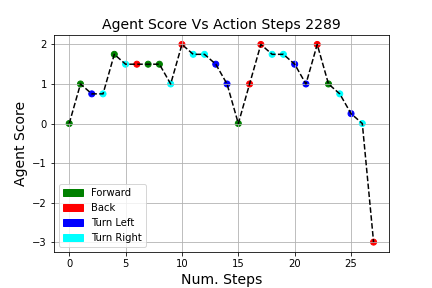 Agent Score Vs Action Steps 2289
Agent Score
2
1
0
−1
−2
−3
Forward
Back
Turn Left
Turn Right
0 5 10 15 20 25
Num. Steps